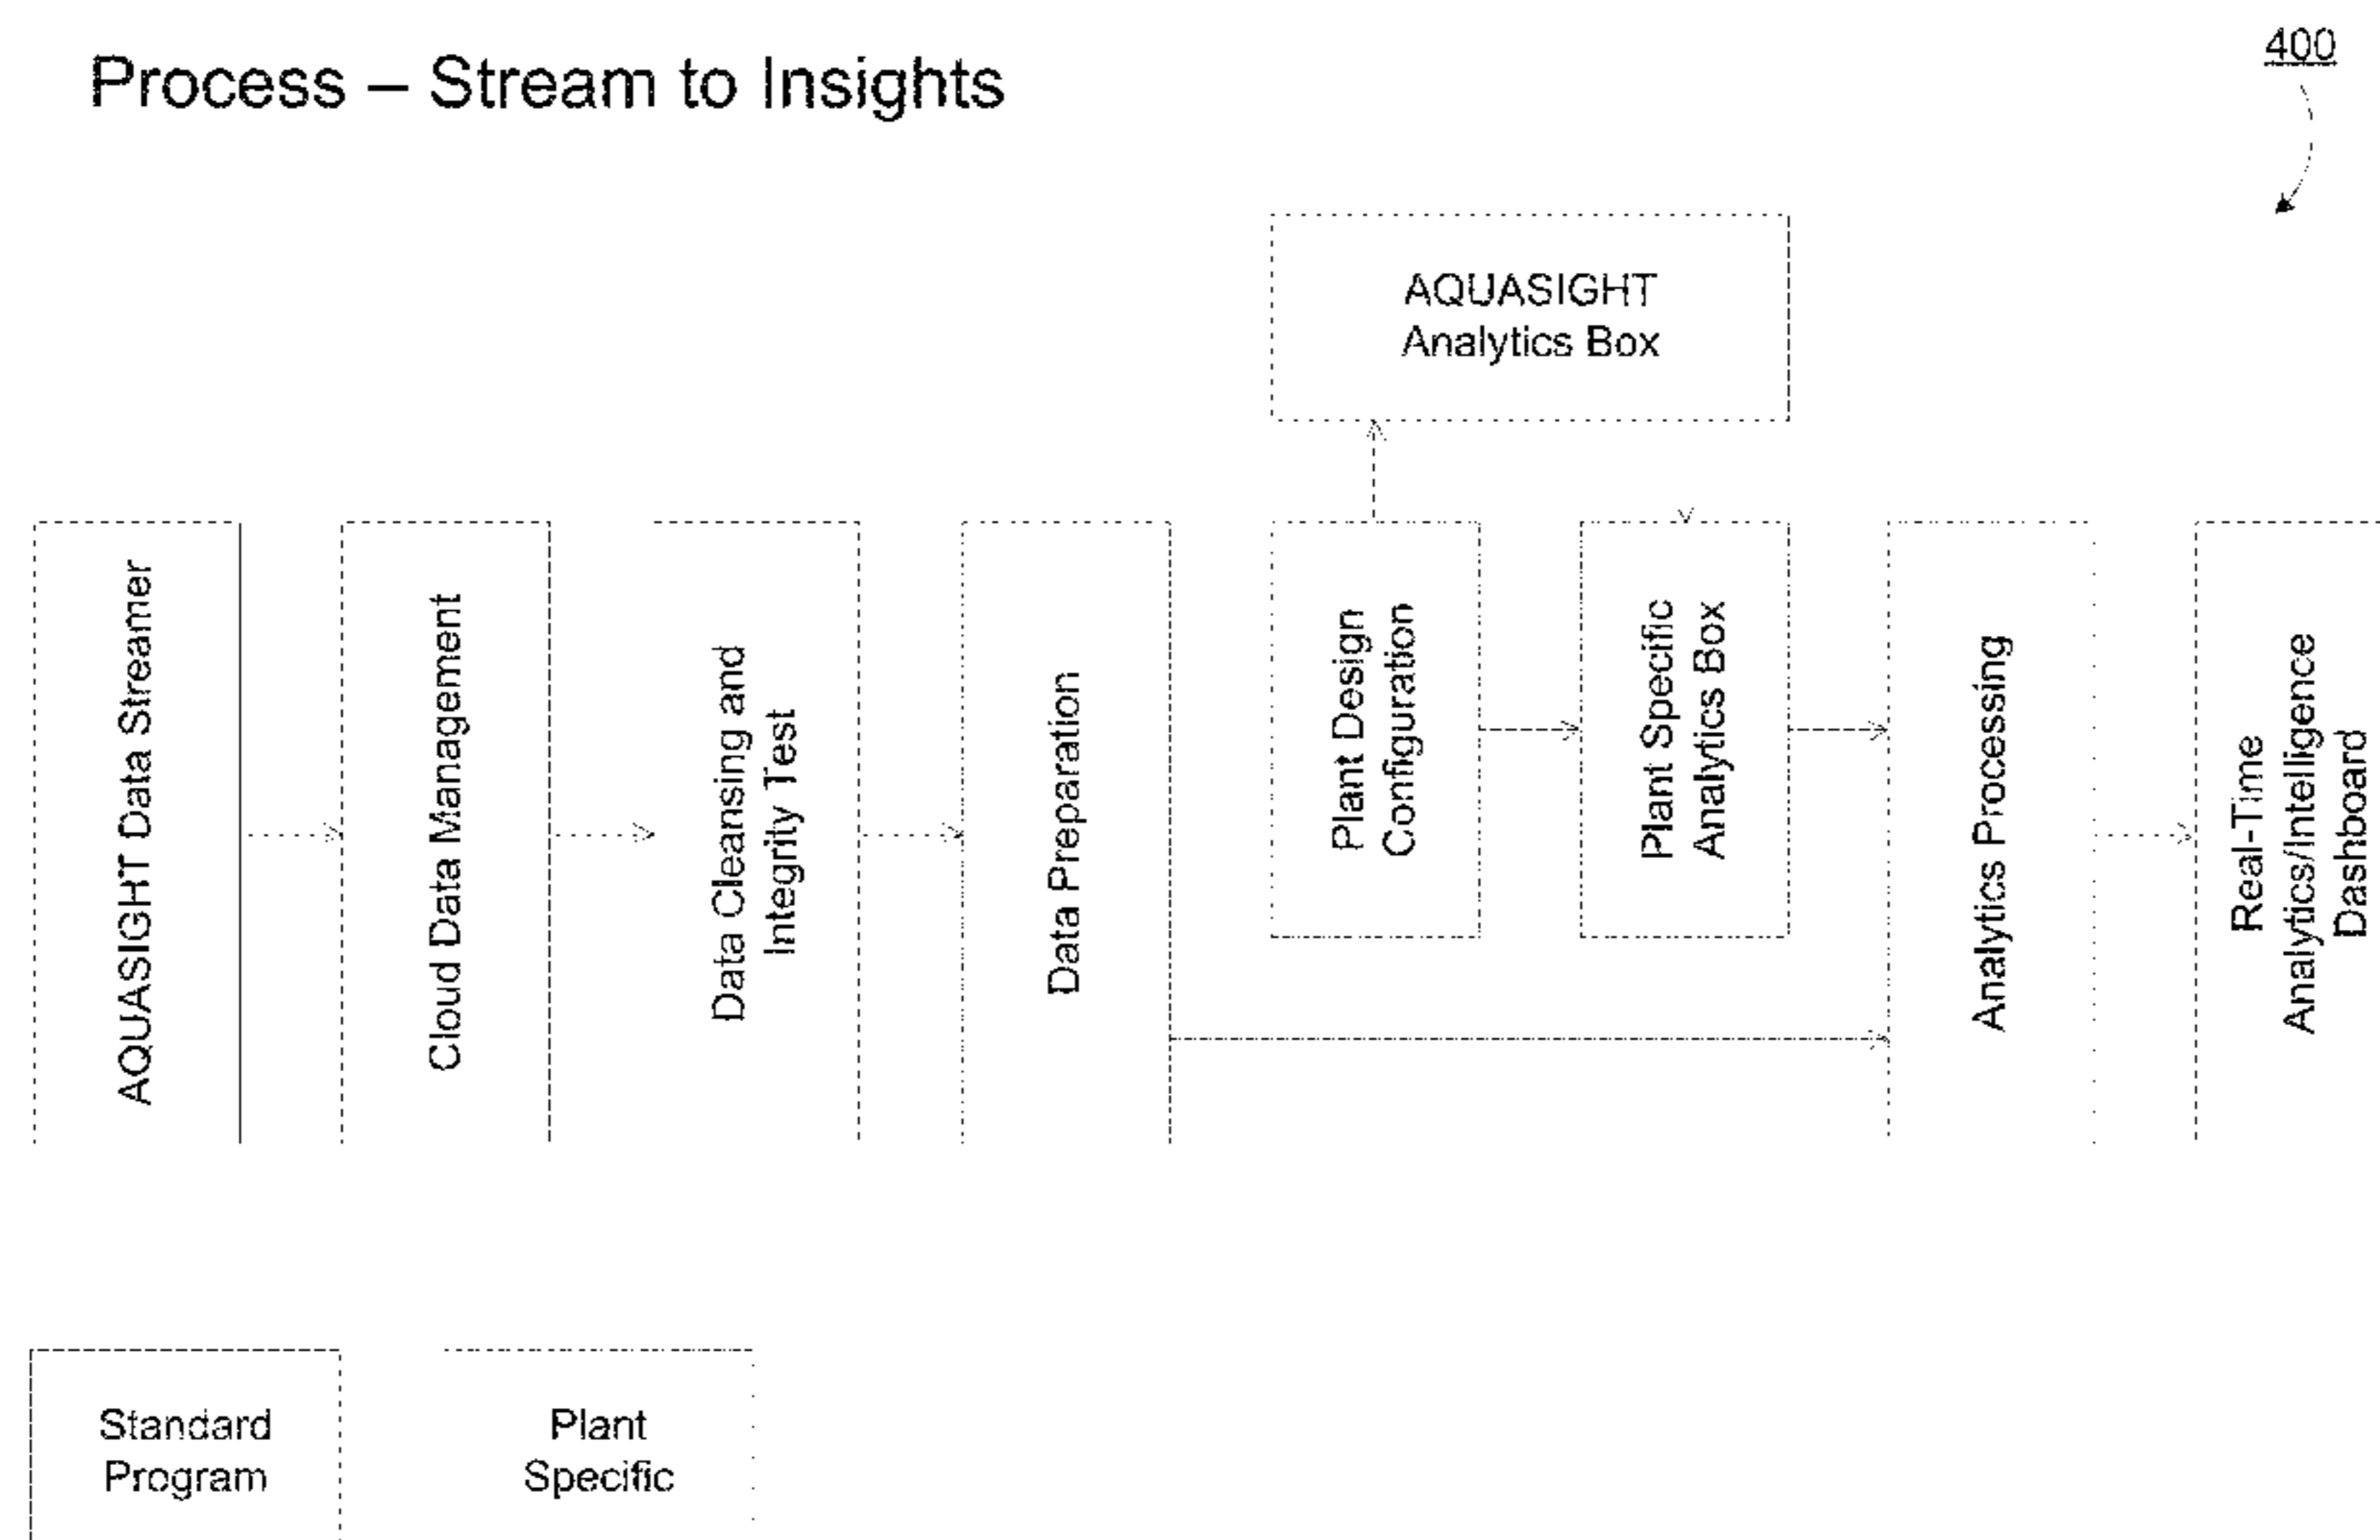 Process – Stream to Insights
400
AQUASIGHT
Analytics Box
AQUASIGHT Data Streamer
Cloud Data Management
Data Cleansing and
Integrity Test
Data Preparation
Plant Design
Configuration
Plant Specific
Analytics Box
Analytics Processing
Real-Time
Analytics/Intelligence
Dashboard
Standard
Program
Plant
Specific